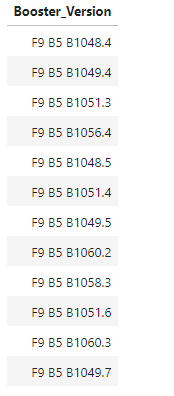 Booster_Version
F9 B5 B1048.4
F9 B5 B1049.4
F9 B5 B1051.3
F9 B5 B1056.4
F9 B5 B1048.5
F9 B5 B1051.4
F9 B5 B1049.5
F9 B5 B1060.2
F9 B5 B1058.3
F9 B5 B1051.6
F9 B5 B1060.3
F9 B5 B1049.7